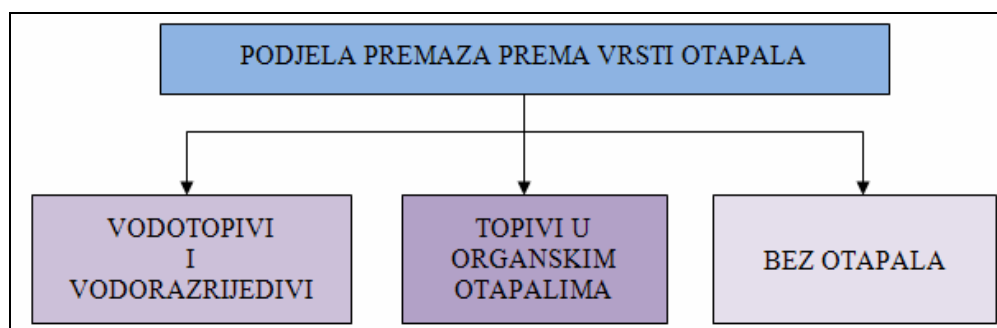 PODJELA PREMAZA PREMA VRSTI OTAPALA
VODOTOPIVI
I
VODORAZRIJEDIVI
TOPIVI U
ORGANSKIM
OTAPALIMA
BEZ OTAPALA